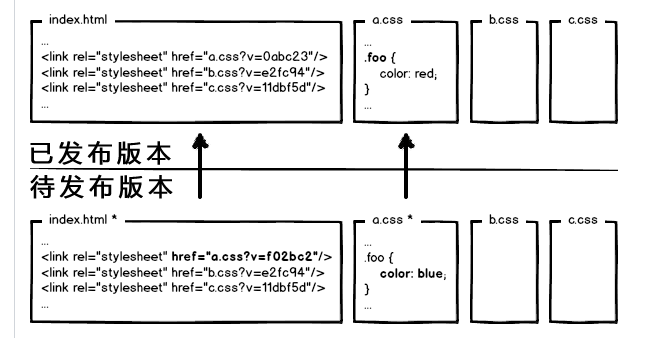 index.html
...
<link rel="stylesheet" href="a.css?v=0abc23"/>
<link rel="stylesheet" href="b.css?v=e2fc94"/>
<link rel="stylesheet" href="c.css?v=11dbf5d"/>
...
a.css
...
.foo {
color: red;
}
...
b.css
c.css
已发布版本
待发布版本
index.html *
...
<link rel="stylesheet" href="a.css?v=f02bc2"/>
<link rel="stylesheet" href="b.css?v=e2fc94"/>
<link rel="stylesheet" href="c.css?v=11dbf5d"/>
...
a.css *
...
.foo {
color: blue;
}
...
b.css
c.css